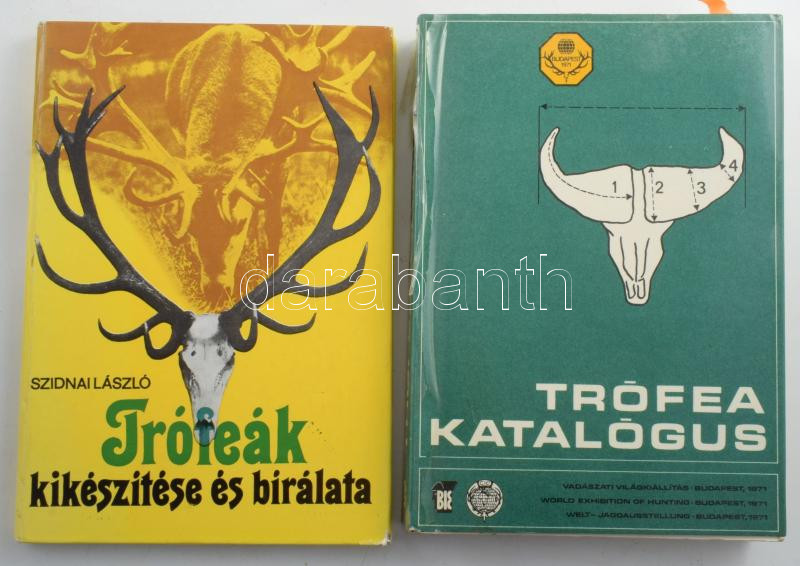 SZIDNAI LÁSZLÓ
Trófeák
kikészítése és bírálata
BUDAPEST
1971
1
2
3
4
TRÓFEA
KATALÓGUS
VADÁSZATI VILÁGKIÁLLÍTÁS · BUDAPEST, 1971
WORLD EXHIBITION OF HUNTING · BUDAPEST, 1971
WELT- JAGDAUSSTELLUNG · BUDAPEST, 1971
darabanth